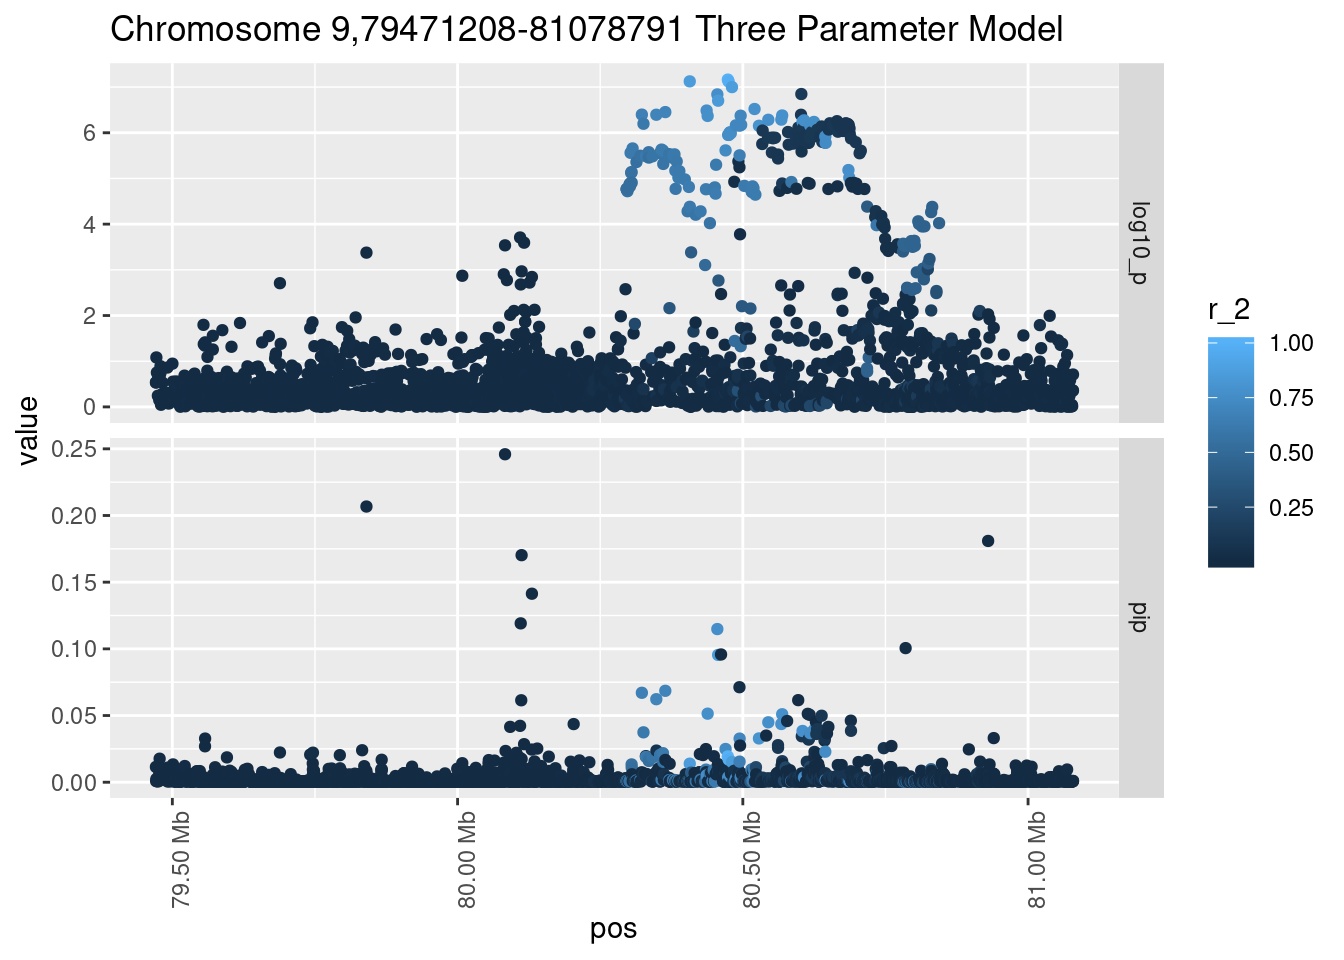 Chromosome 9,79471208-81078791 Three Parameter Model
value
6
4
2
0
log10_p
0.25
0.20
0.15
0.10
0.05
0.00
pip
79.50 Mb
80.00 Mb
80.50 Mb
81.00 Mb
pos
r_2
1.00
0.75
0.50
0.25